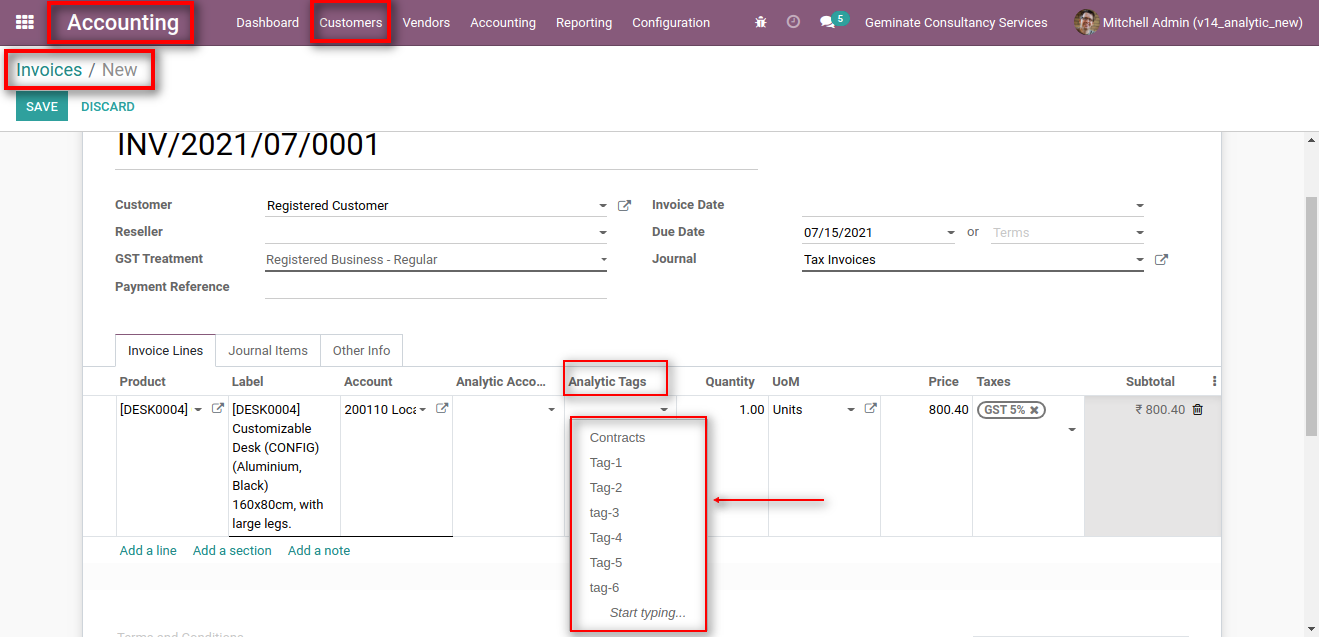 Accounting Dashboard Customers Vendors Accounting Reporting Configuration 5 Geminate Consultancy Services Mitchell Admin (v14_analytic_new)
Invoices / New
SAVE DISCARD
INV/2021/07/0001
Customer Registered Customer Invoice Date
Reseller Due Date 07/15/2021 or Terms
GST Treatment Registered Business - Regular Journal Tax Invoices
Payment Reference
Invoice Lines Journal Items Other Info
Product Label Account Analytic Acco... Analytic Tags Quantity UoM Price Taxes Subtotal
[DESK0004] [DESK0004] 200110 Loca 1.00 Units 800.40 GST 5% ₹ 800.40
Customizable
Desk (CONFIG)
(Aluminium,
Black)
160x80cm, with
large legs.
Contracts
Tag-1
Tag-2
tag-3
Tag-4
Tag-5
tag-6
Start typing...
Add a line Add a section Add a note
Terms and Conditions